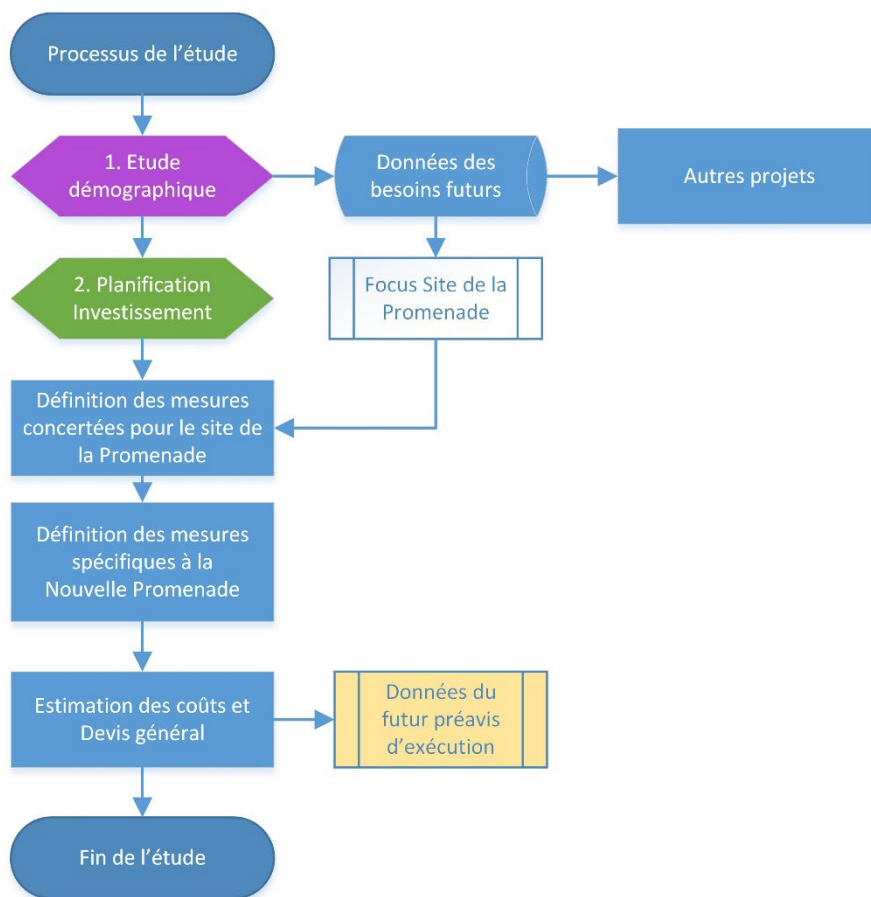 Processus de l’étude
1. Etude
démographique
Données des
besoins futurs
Autres projets
2. Planification
Investissement
Focus Site de la
Promenade
Définition des mesures
concertées pour le site de
la Promenade
Définition des mesures
spécifiques à la
Nouvelle Promenade
Estimation des coûts et
Devis général
Données du
futur préavis
d’exécution
Fin de l’étude